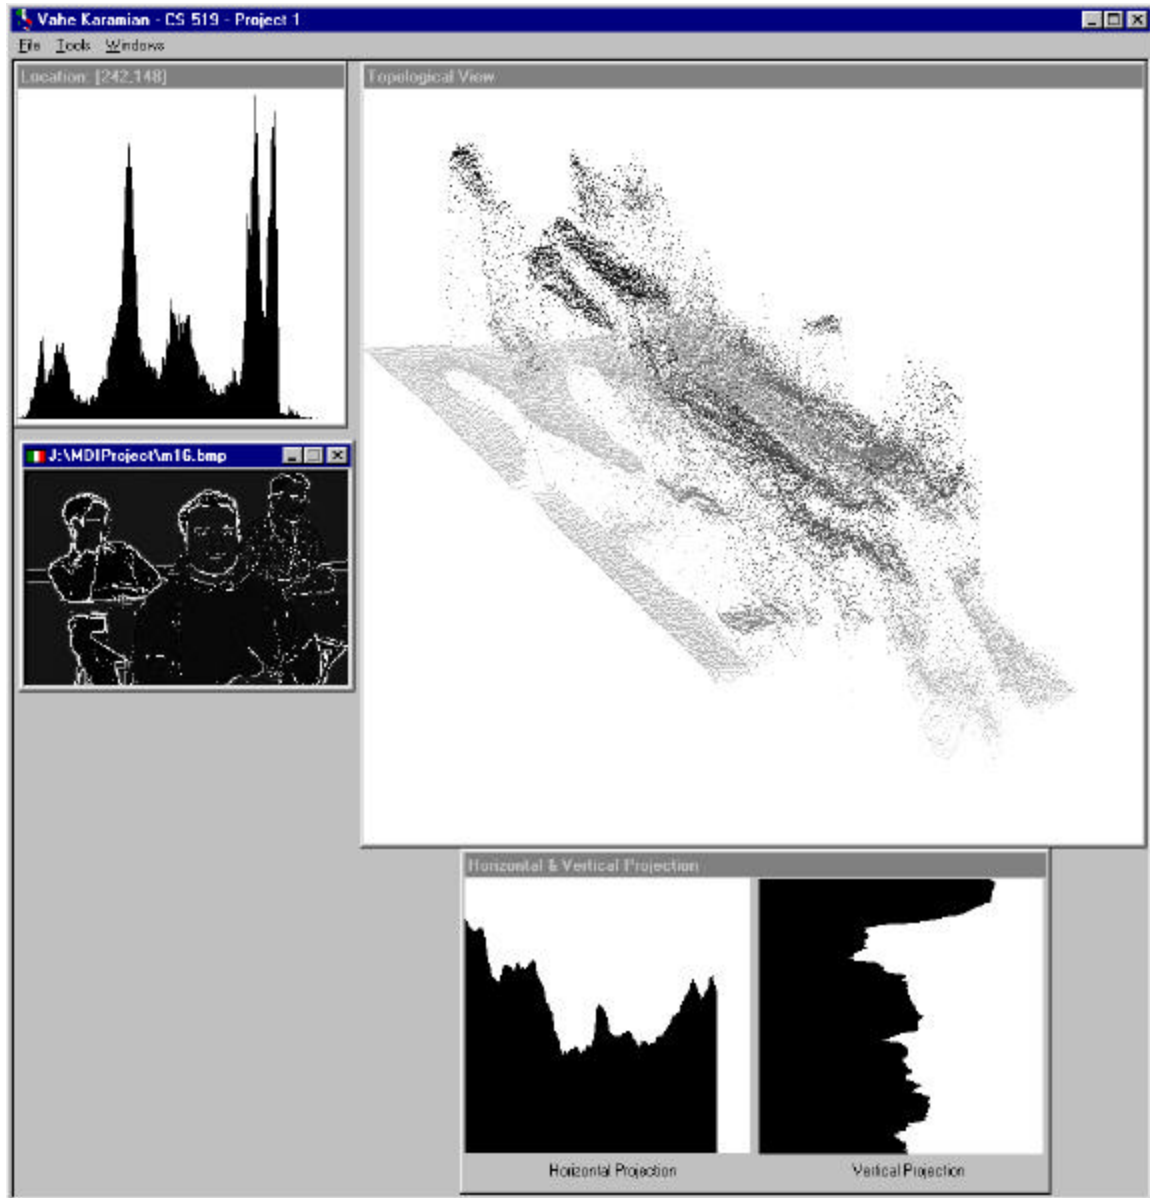 Vahe Karamian - CS 519 - Project 1
File Tools Windows
Location: [242,148]
Topological View
J:\MDIProject\m16.bmp
Horizontal & Vertical Projection
Horizontal Projection
Vertical Projection